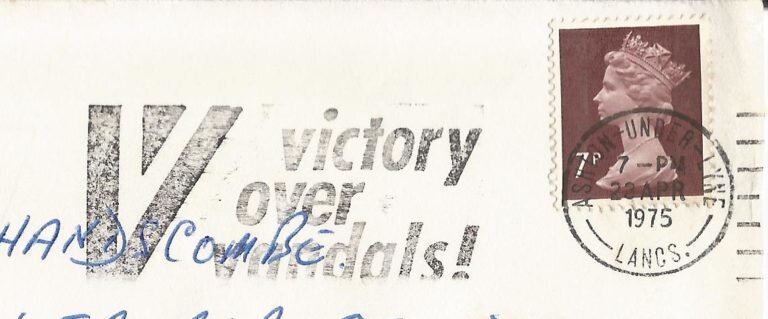 V victory
over
vandals!
7P
ASHTON-UNDER-LYNE
7-PM
23 APR
1975
LANCS.
HANDSCOMBE.